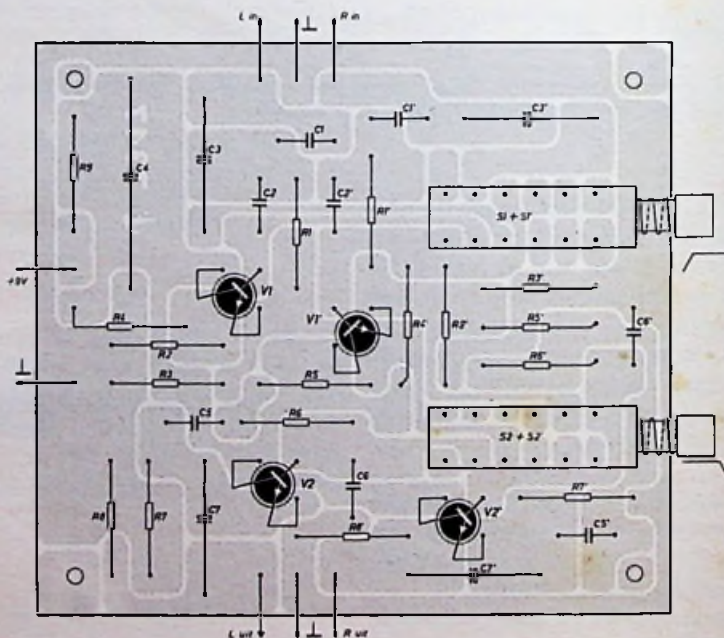 L in ⊥ R in
C1'
C3'
C1
R9
C4
C3
C2
R1
C2'
R1'
S1 + S1'
+9V
V1
R3'
R4
V1'
R4'
R2'
R5'
C6'
R2
R6'
⊥
R3
R5
C5
R6
S2 + S2'
V2
C6
R7'
R8
R7
C7
V2'
R8'
C5'
C7'
L uit ⊥ R uit